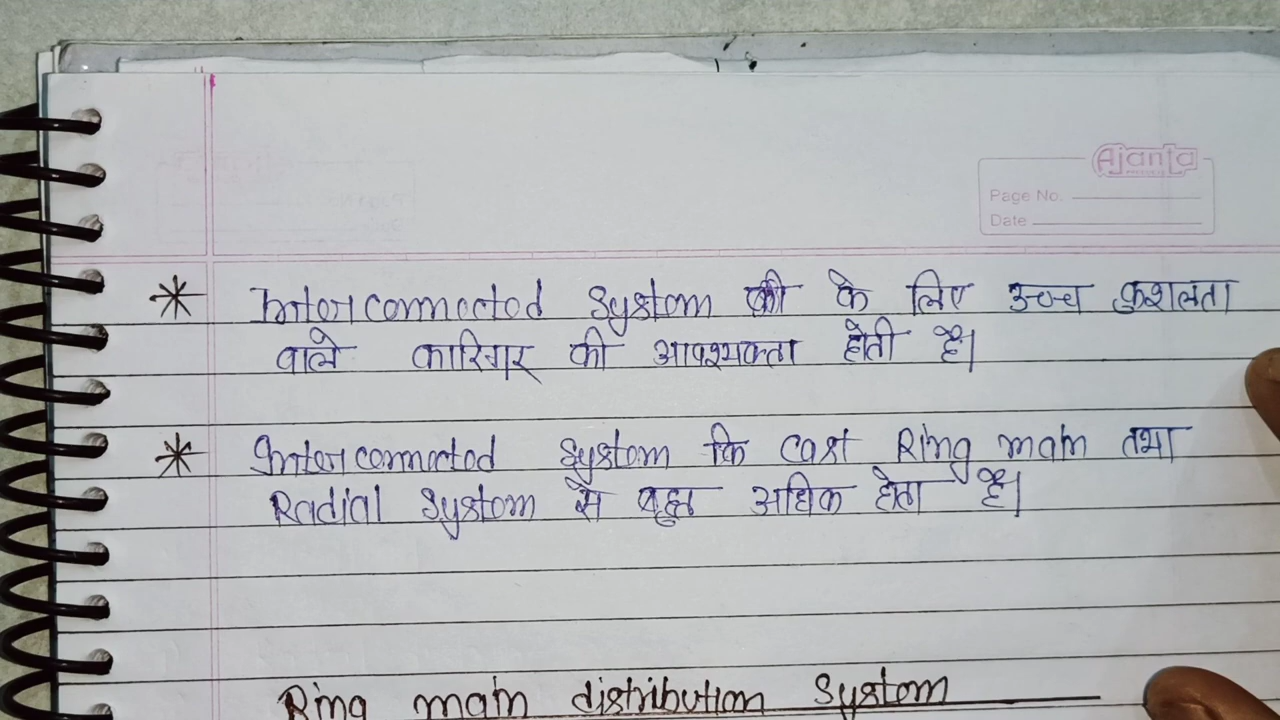 Ajanta
Page No.
Date
* Interconnected System की के लिए उच्च कुशलता
वाले कारिगर की आवश्यकता होती है।
* Interconnected System कि cost Ring main तथा
Radial System से बहुत अधिक होता है।
Ring main distribution System